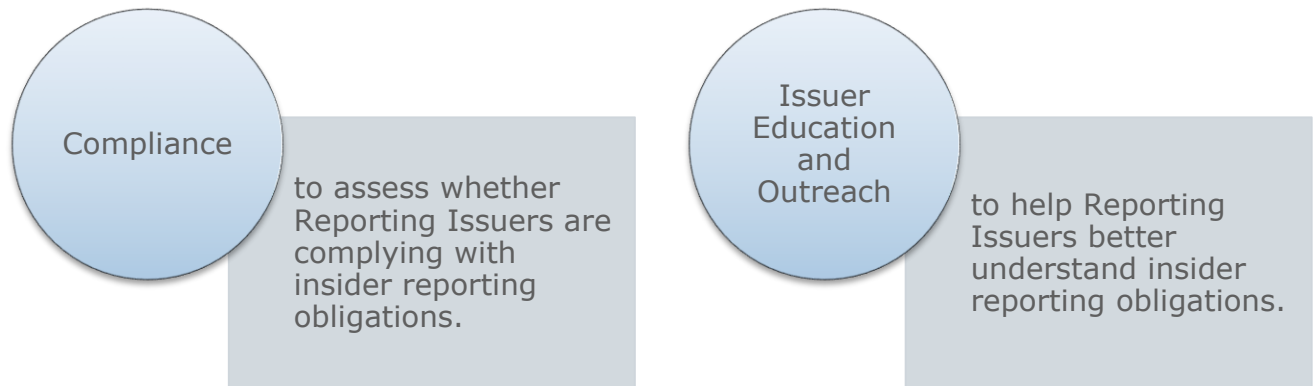 Compliance
to assess whether
Reporting Issuers are
complying with
insider reporting
obligations.
Issuer
Education
and
Outreach
to help Reporting
Issuers better
understand insider
reporting obligations.